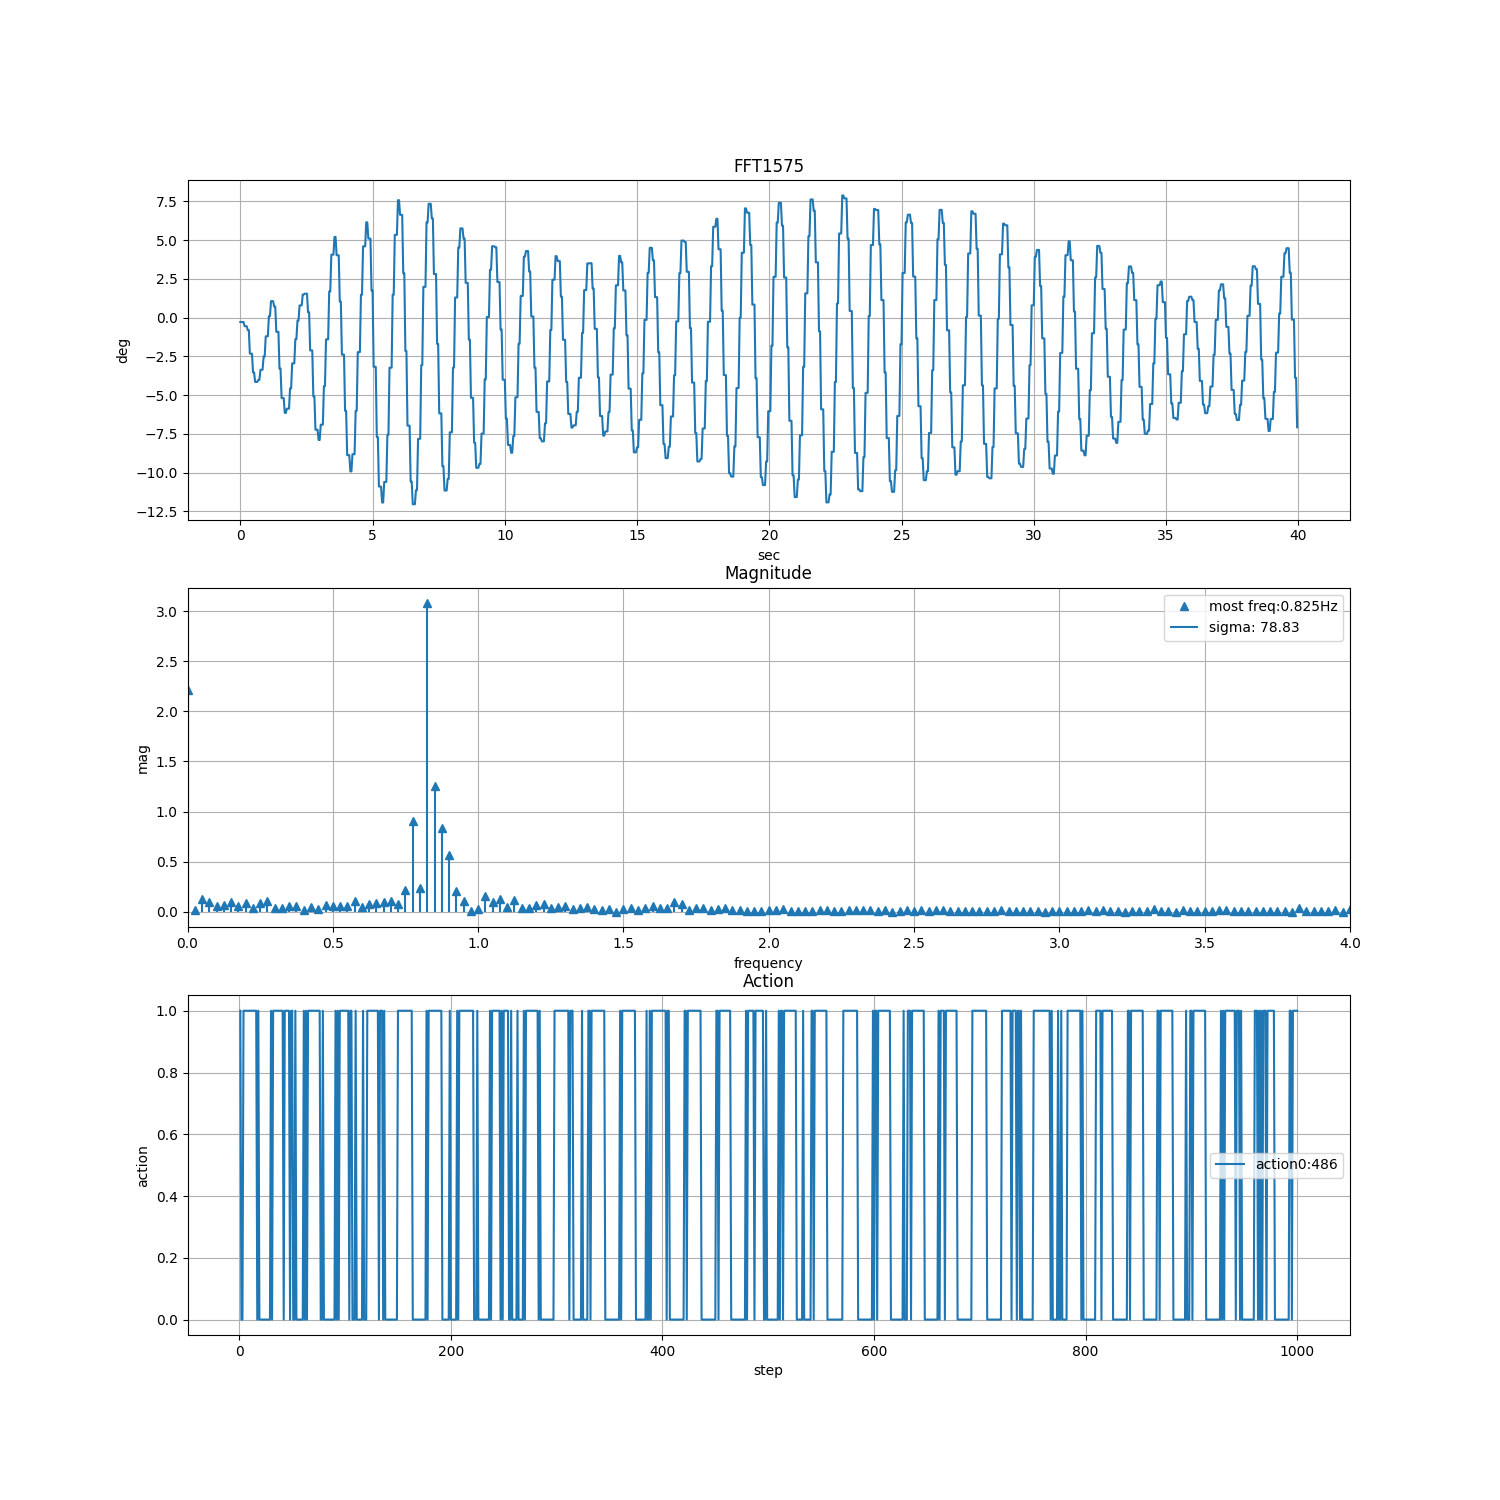 FFT1575
7.5
5.0
2.5
0.0
−2.5
−5.0
−7.5
−10.0
−12.5
deg
0 5 10 15 20 25 30 35 40
sec
Magnitude
most freq:0.825Hz
sigma: 78.83
3.0
2.5
2.0
1.5
1.0
0.5
0.0
mag
0.0 0.5 1.0 1.5 2.0 2.5 3.0 3.5 4.0
frequency
Action
1.0
0.8
0.6
0.4
0.2
0.0
action
action0:486
0 200 400 600 800 1000
step